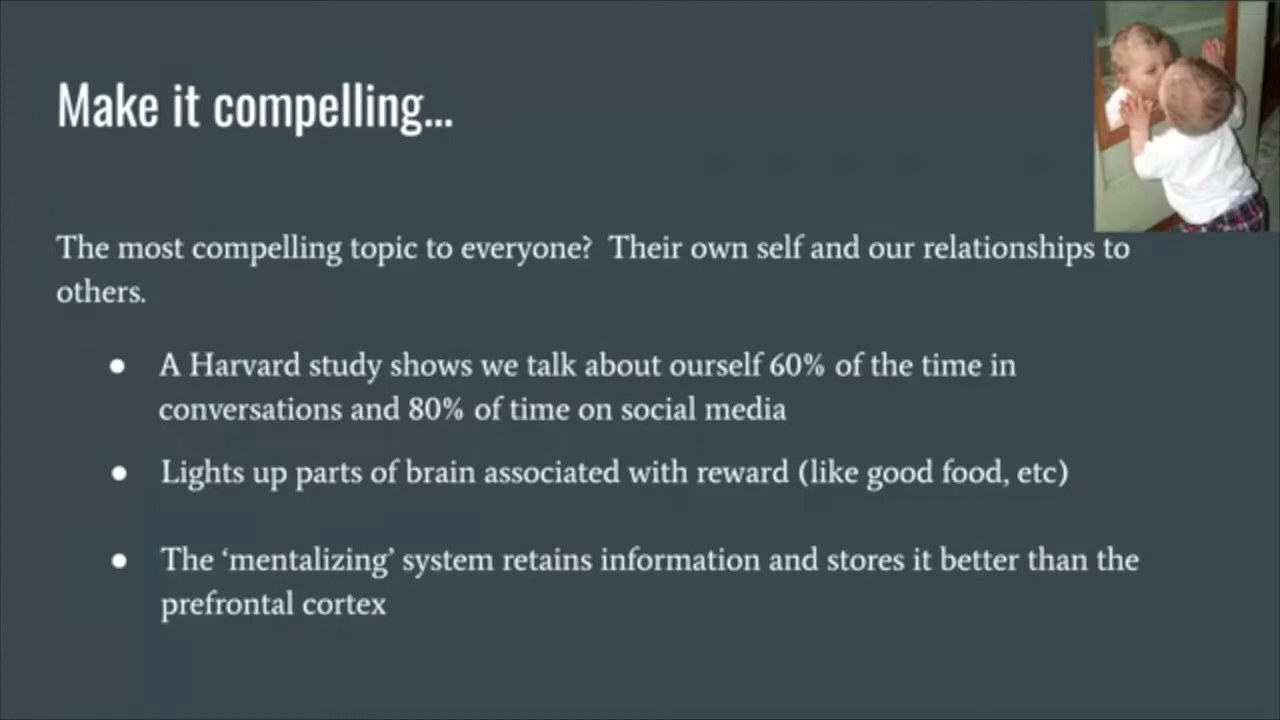 Make it compelling...
The most compelling topic to everyone?  Their own self and our relationships to
others.
● A Harvard study shows we talk about ourself 60% of the time in
conversations and 80% of time on social media
● Lights up parts of brain associated with reward (like good food, etc)
● The ‘mentalizing’ system retains information and stores it better than the
prefrontal cortex